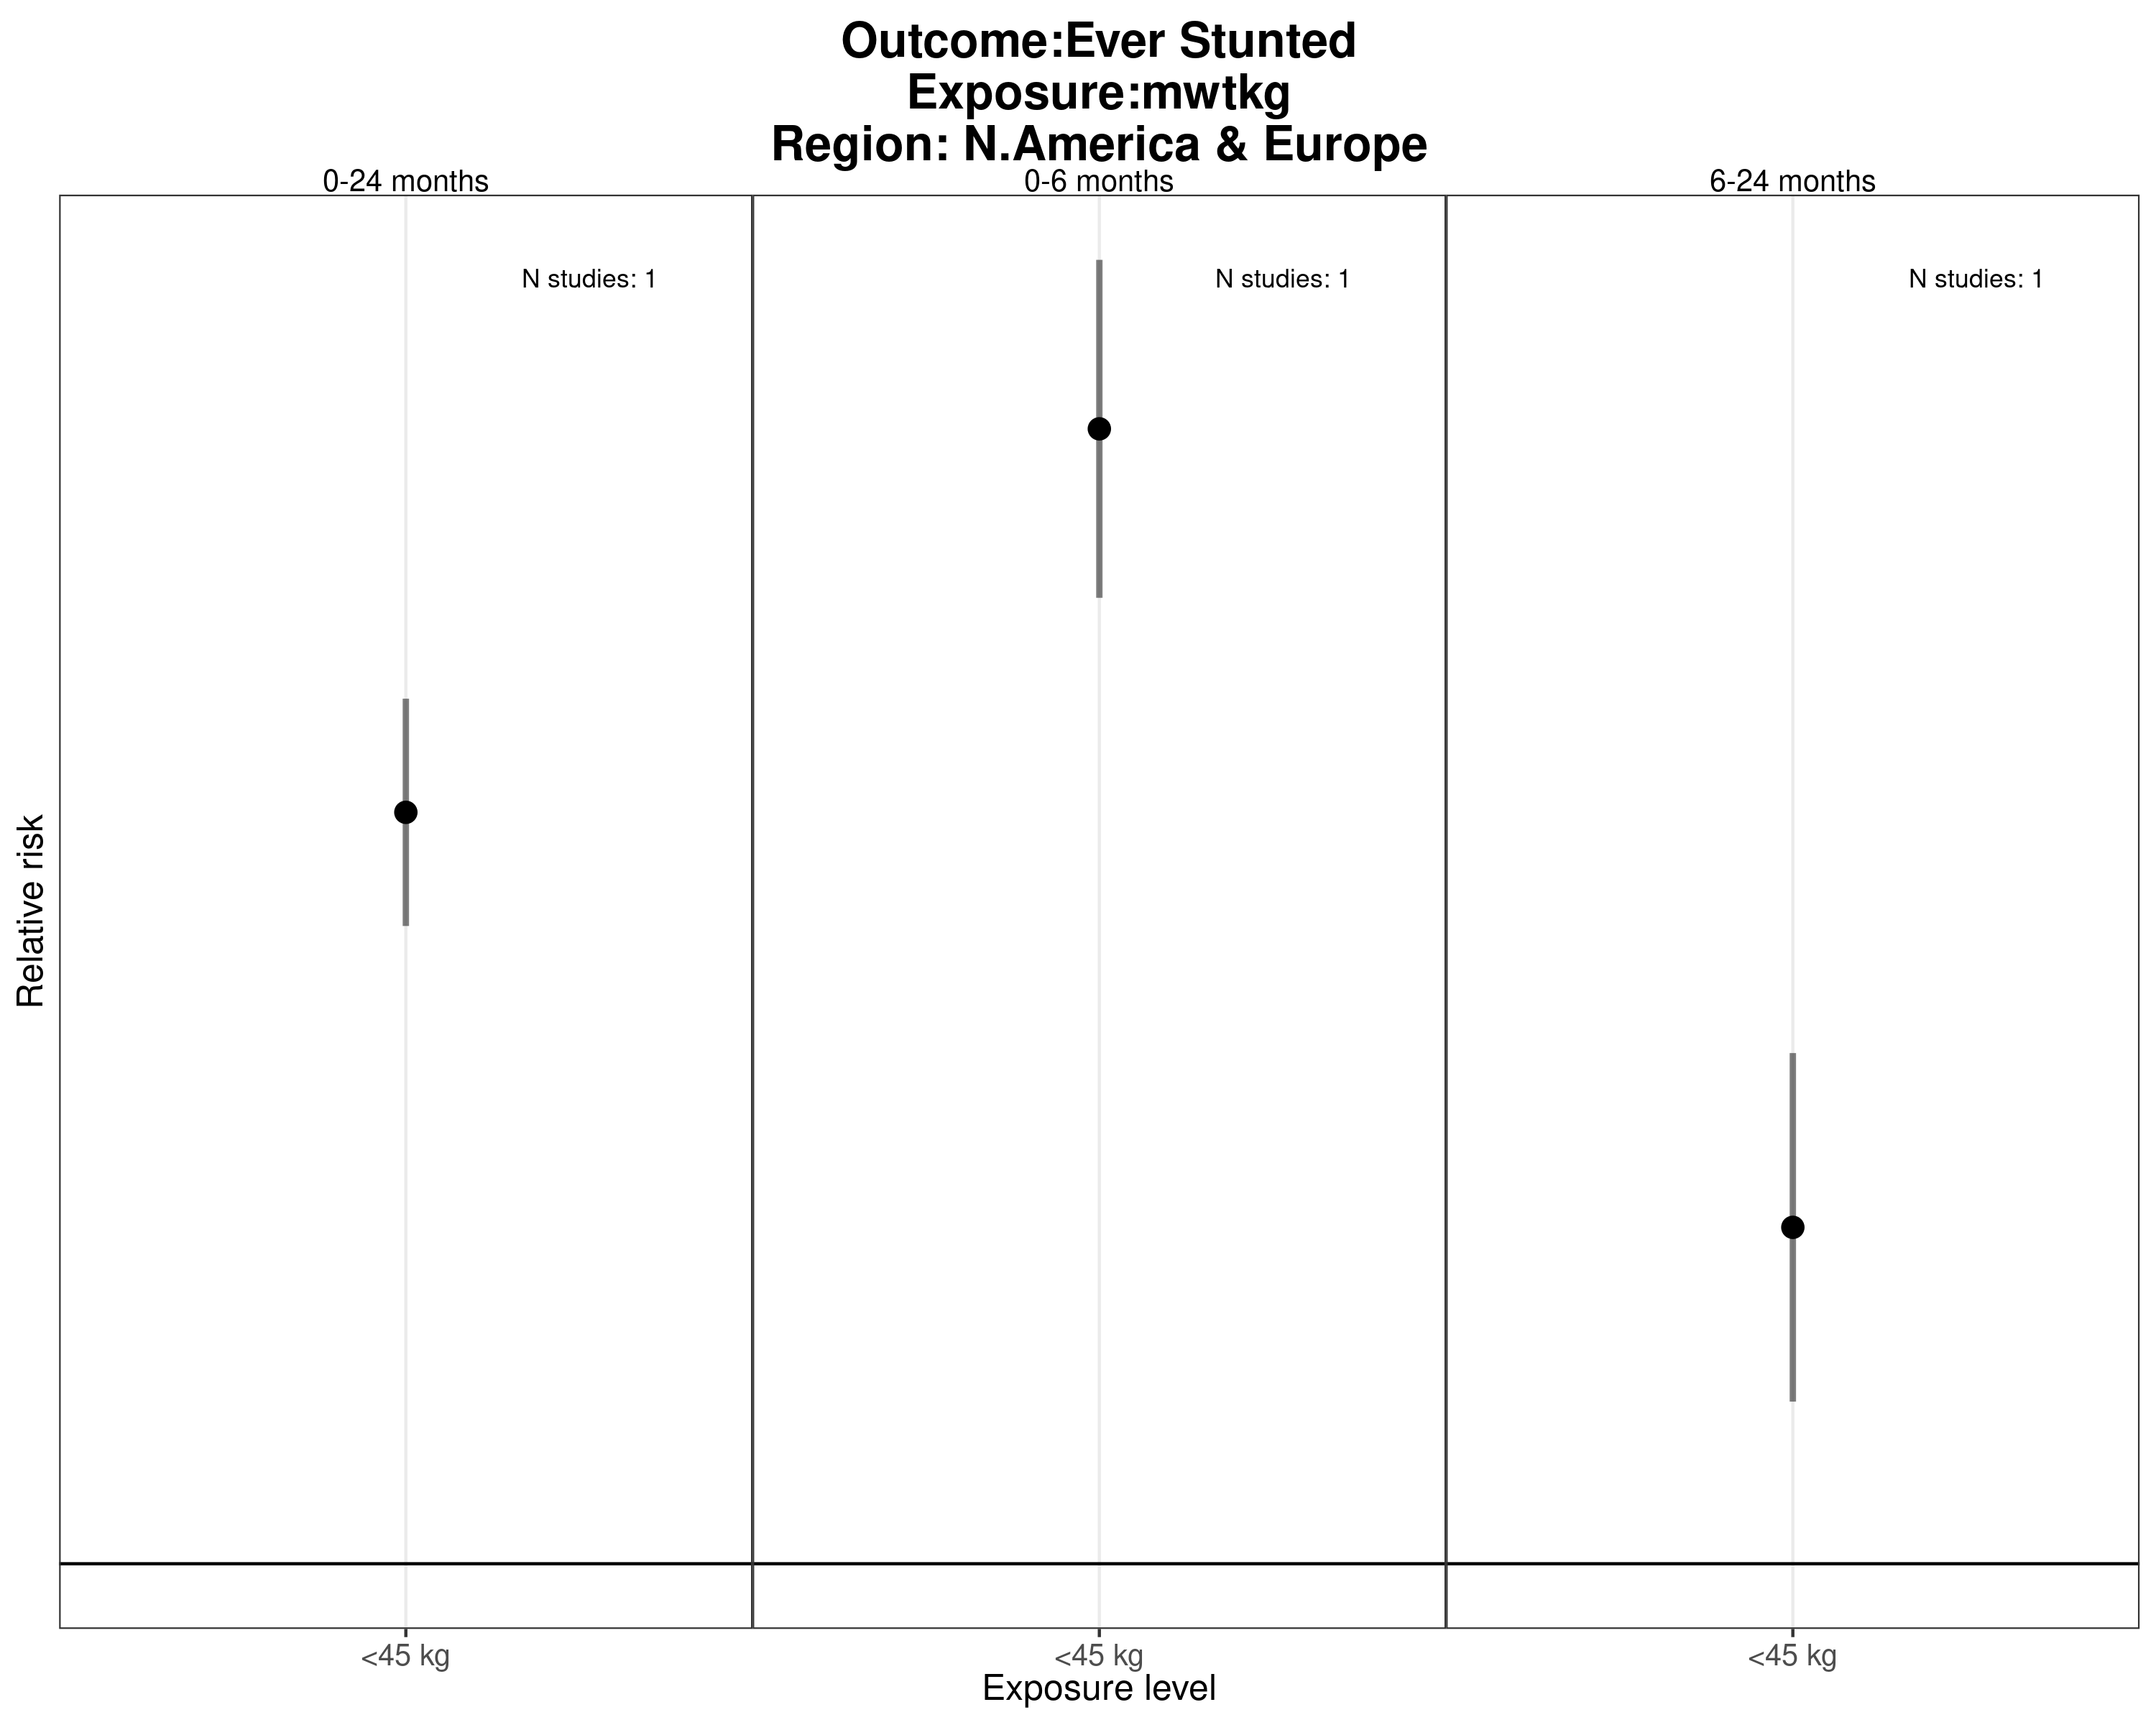 Outcome:Ever Stunted
Exposure:mwtkg
Region: N.America & Europe
0-24 months
0-6 months
6-24 months
N studies: 1
N studies: 1
N studies: 1
Relative risk
<45 kg
<45 kg
<45 kg
Exposure level